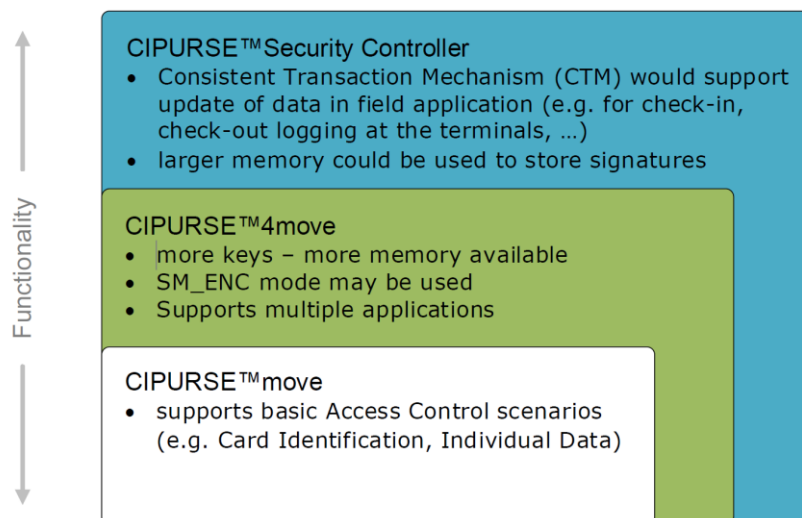 CIPURSE™Security Controller
• Consistent Transaction Mechanism (CTM) would support
update of data in field application (e.g. for check-in,
check-out logging at the terminals, …)
• larger memory could be used to store signatures
Functionality
CIPURSE™4move
• more keys – more memory available
• SM_ENC mode may be used
• Supports multiple applications
CIPURSE™move
• supports basic Access Control scenarios
(e.g. Card Identification, Individual Data)